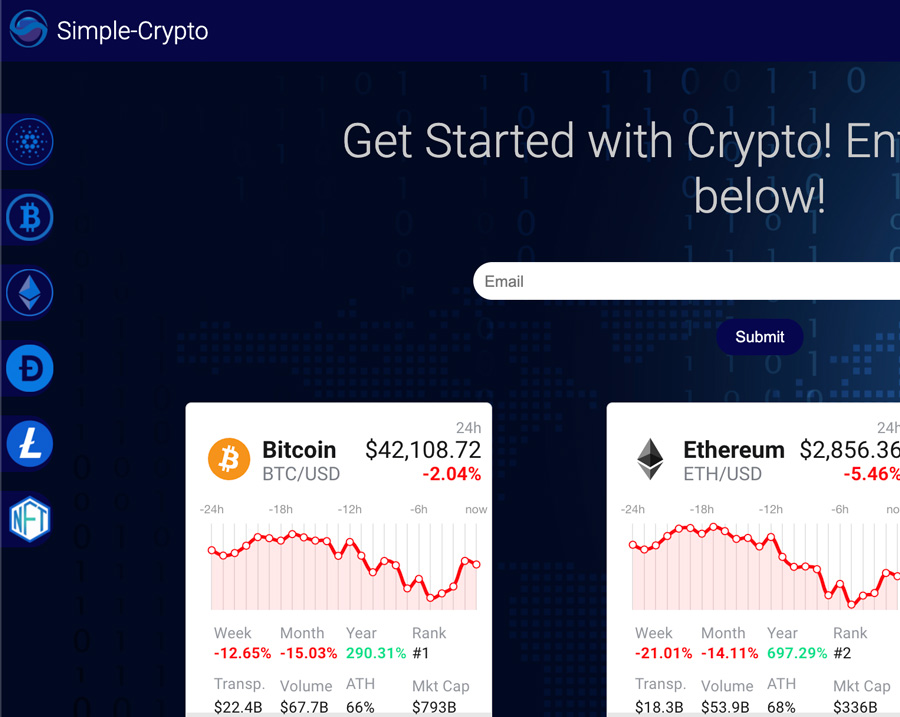 Simple-Crypto
Get Started with Crypto! En
below!
Email
Submit
24h
Bitcoin $42,108.72
BTC/USD -2.04%
-24h -18h -12h -6h now
Week Month Year Rank
-12.65% -15.03% 290.31% #1
Transp. Volume ATH Mkt Cap
$22.4B $67.7B 66% $793B
24h
Ethereum $2,856.36
ETH/USD -5.46%
-24h -18h -12h -6h no
Week Month Year Rank
-21.01% -14.11% 697.29% #2
Transp. Volume ATH Mkt Cap
$18.3B $53.9B 68% $336B
NFT